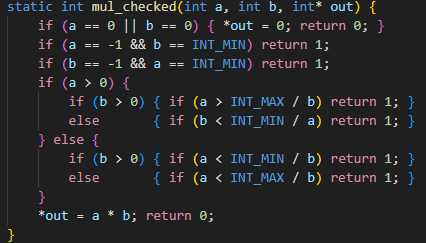 static int mul_checked(int a, int b, int* out) {
    if (a == 0 || b == 0) { *out = 0; return 0; }
    if (a == -1 && b == INT_MIN) return 1;
    if (b == -1 && a == INT_MIN) return 1;
    if (a > 0) {
        if (b > 0) { if (a > INT_MAX / b) return 1; }
        else       { if (b < INT_MIN / a) return 1; }
    } else {
        if (b > 0) { if (a < INT_MIN / b) return 1; }
        else       { if (a < INT_MAX / b) return 1; }
    }
    *out = a * b; return 0;
}